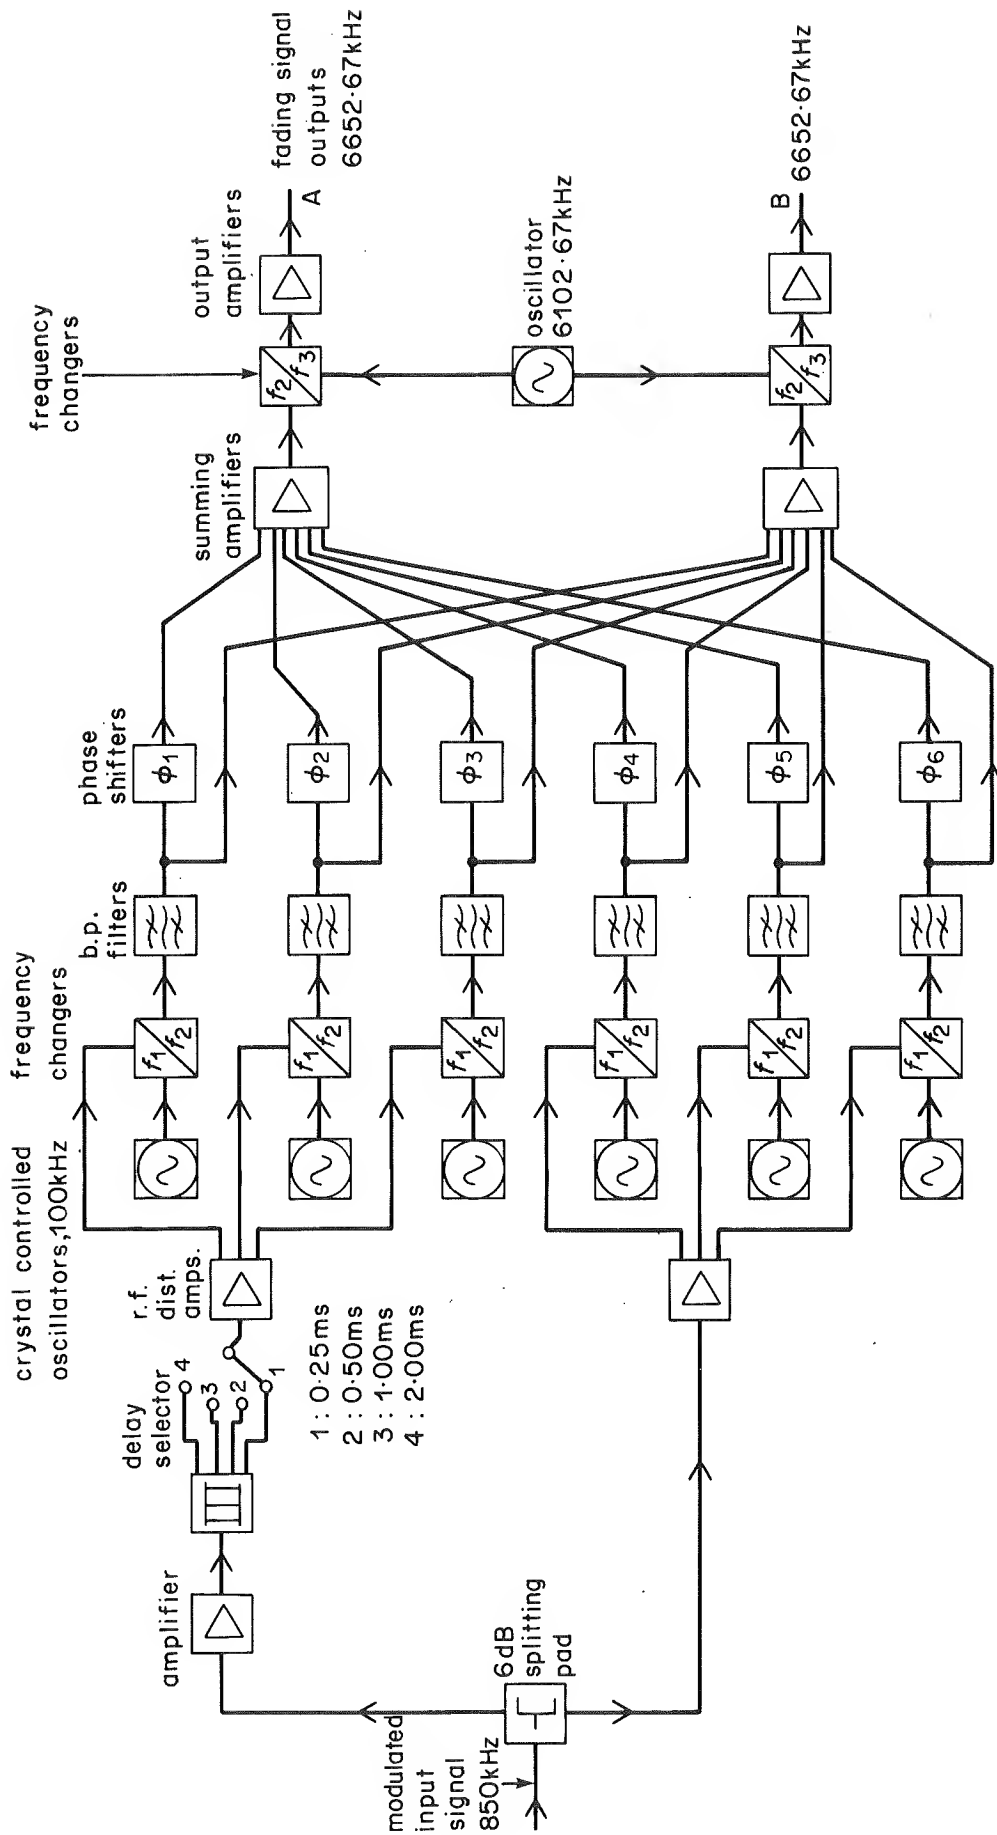 modulated
input
signal
850kHz
6dB
splitting
pad
amplifier
delay
selector
4
3
2
1
1 : 0·25ms
2 : 0·50ms
3 : 1·00ms
4 : 2·00ms
r.f.
dist.
amps.
crystal controlled
oscillators,100kHz
frequency
changers
f1
f2
f1
f2
f1
f2
f1
f2
f1
f2
f1
f2
b.p.
filters
phase
shifters
ϕ1
ϕ2
ϕ3
ϕ4
ϕ5
ϕ6
summing
amplifiers
frequency
changers
f2
f3
f2
f3
oscillator
6102·67kHz
output
amplifiers
A
fading signal
outputs
6652·67kHz
B
6652·67kHz